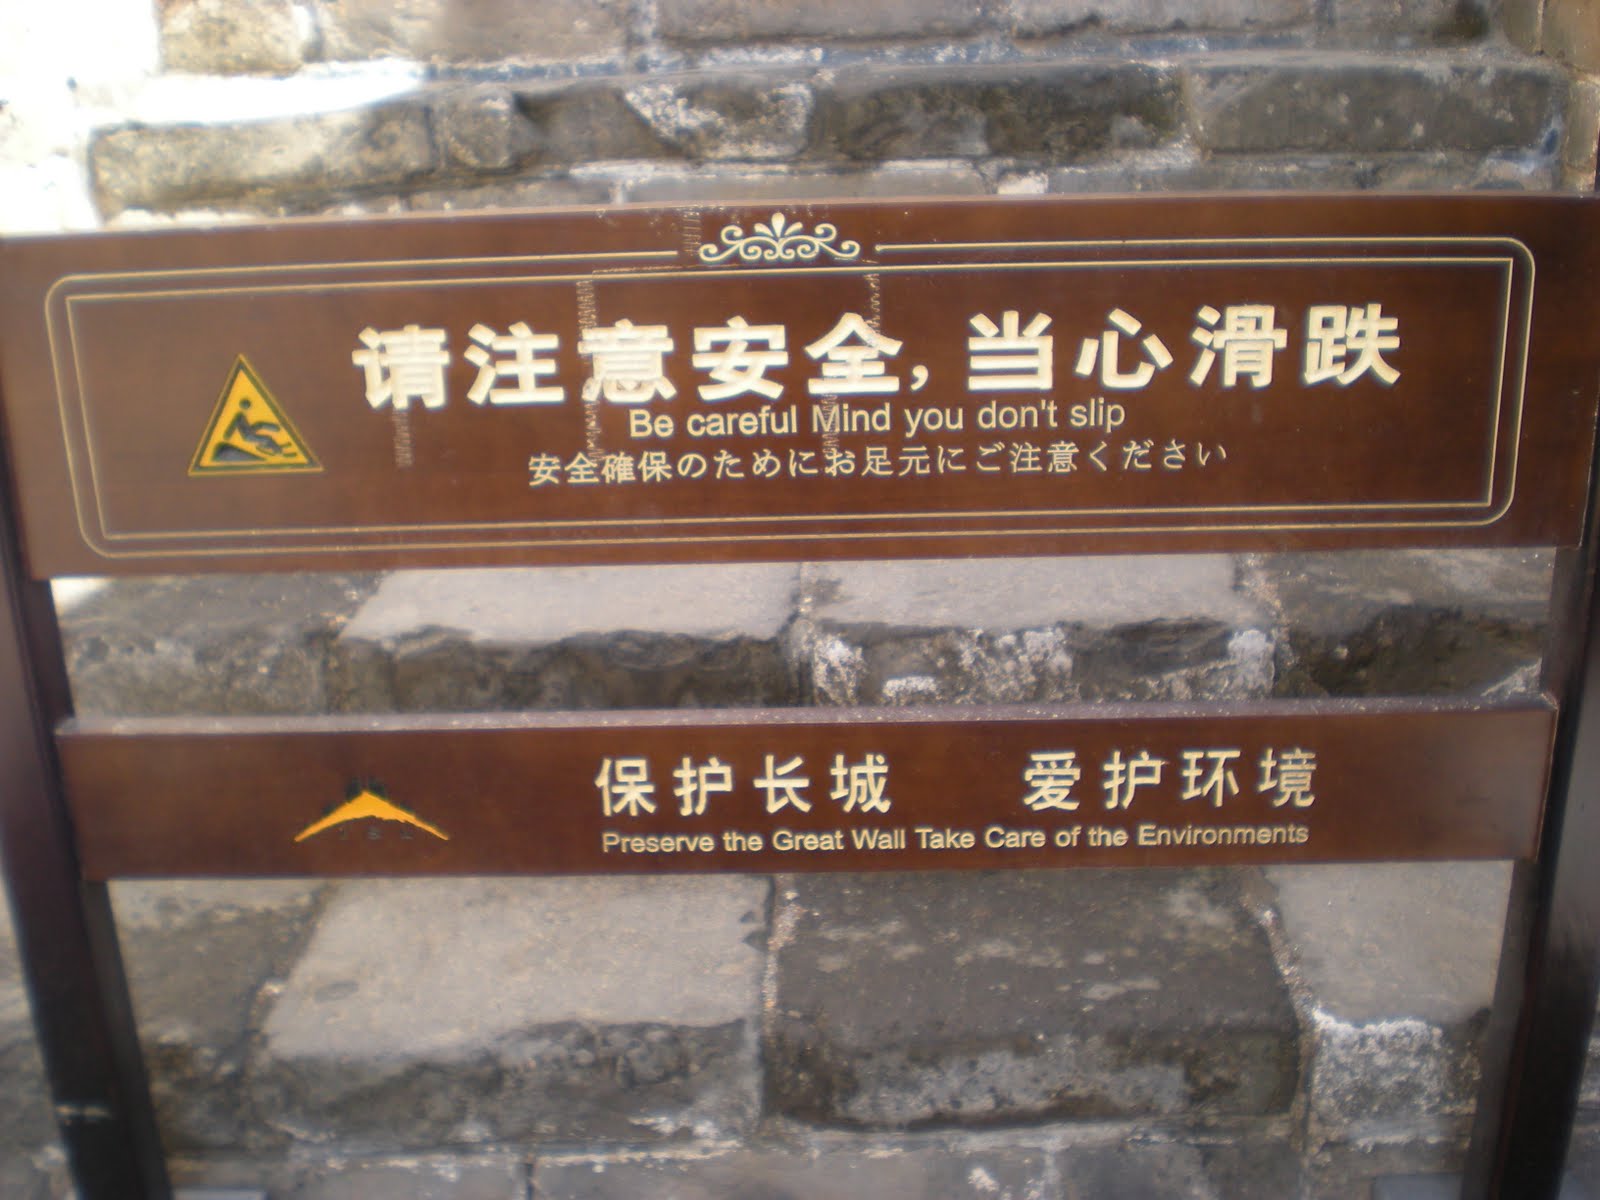 请注意安全，当心滑跌
Be careful Mind you don't slip
安全確保のためにお足元にご注意ください
保护长城 爱护环境
Preserve the Great Wall Take Care of the Environments